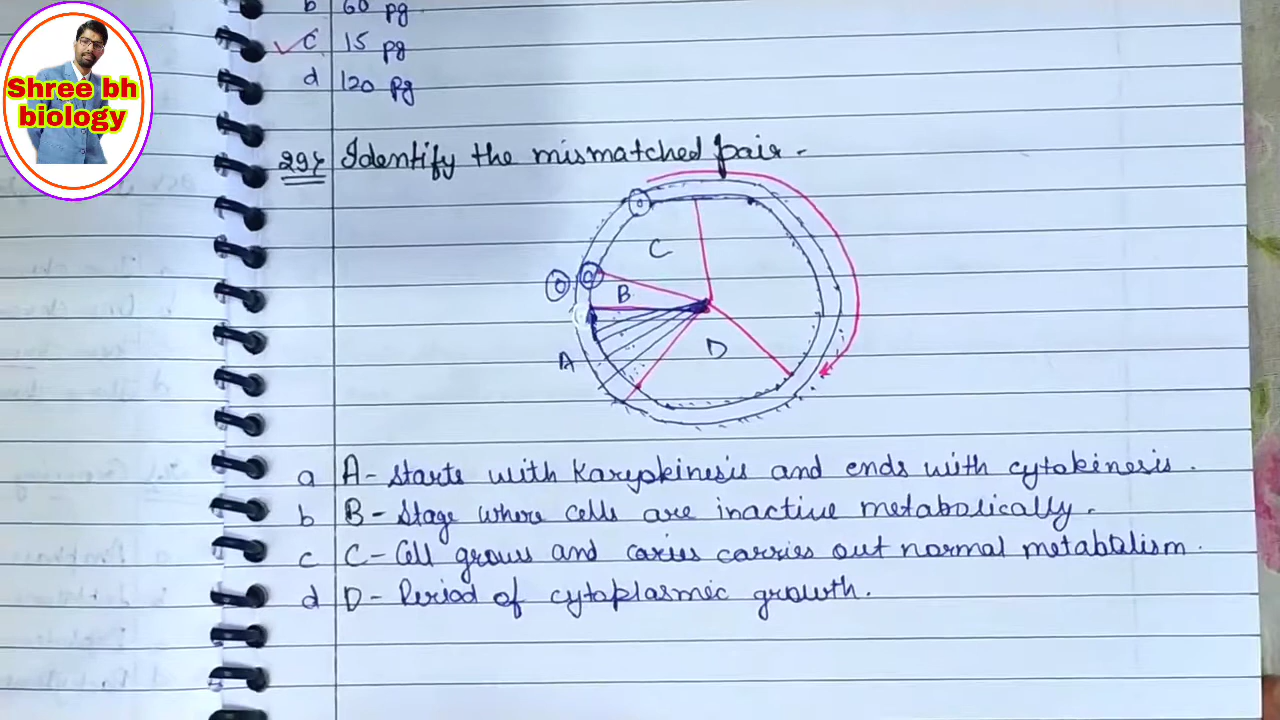 b 60 pg
c 15 pg
d 120 pg
Shree bh
biology
29) Identify the mismatched pair.
C
B
A
D
a A- starts with Karyokinesis and ends with cytokinesis.
b B- Stage where cells are inactive metabolically.
c C- Cell grows and caries carries out normal metabolism.
d D- Period of cytoplasmic growth.